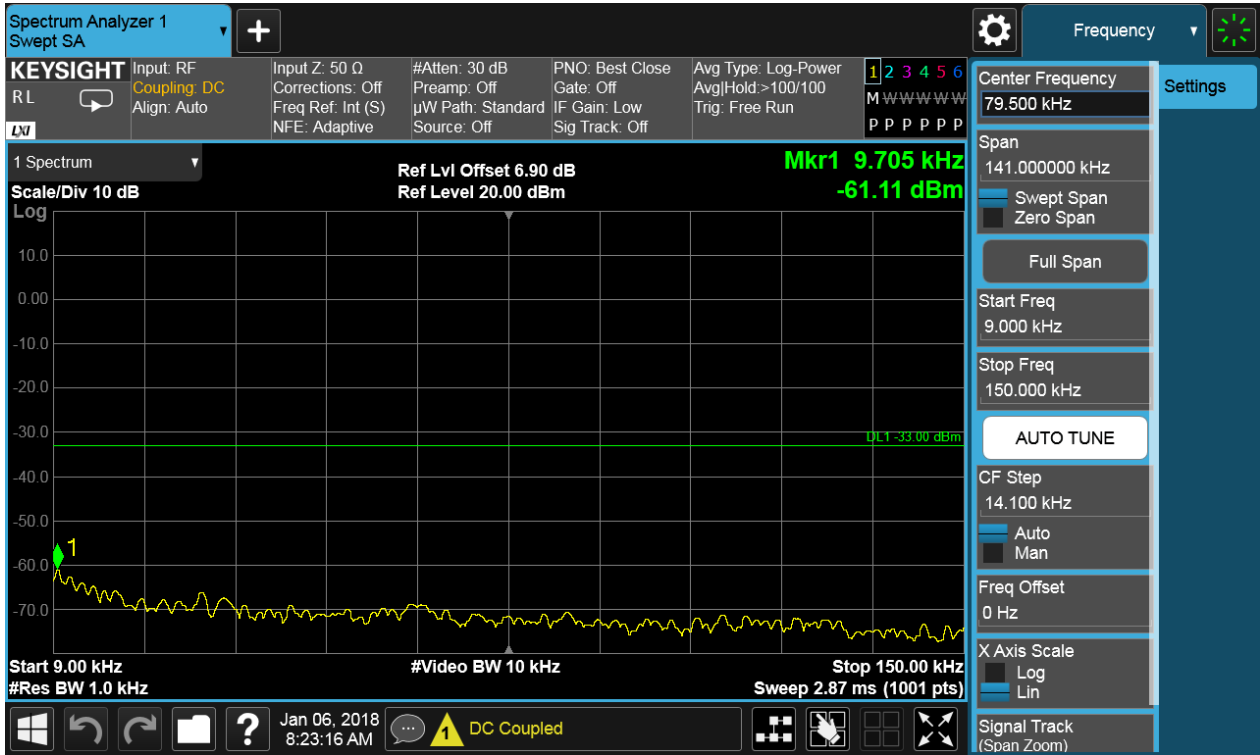 Spectrum Analyzer 1
Swept SA
+
Frequency
KEYSIGHT
R L
LXI
Input: RF
Coupling: DC
Align: Auto
Input Z: 50 Ω
Corrections: Off
Freq Ref: Int (S)
NFE: Adaptive
#Atten: 30 dB
Preamp: Off
µW Path: Standard
Source: Off
PNO: Best Close
Gate: Off
IF Gain: Low
Sig Track: Off
Avg Type: Log-Power
Avg|Hold:>100/100
Trig: Free Run
1 2 3 4 5 6
M W W W W W
P P P P P P
1 Spectrum
Scale/Div 10 dB
Ref Lvl Offset 6.90 dB
Ref Level 20.00 dBm
Mkr1 9.705 kHz
-61.11 dBm
Log
10.0
0.00
-10.0
-20.0
-30.0
-40.0
-50.0
-60.0
-70.0
DL1 -33.00 dBm
1
Start 9.00 kHz
#Res BW 1.0 kHz
#Video BW 10 kHz
Stop 150.00 kHz
Sweep 2.87 ms (1001 pts)
Center Frequency
79.500 kHz
Span
141.000000 kHz
Swept Span
Zero Span
Full Span
Start Freq
9.000 kHz
Stop Freq
150.000 kHz
AUTO TUNE
CF Step
14.100 kHz
Auto
Man
Freq Offset
0 Hz
X Axis Scale
Log
Lin
Signal Track
(Span Zoom)
Settings
?
Jan 06, 2018
8:23:16 AM
1
DC Coupled